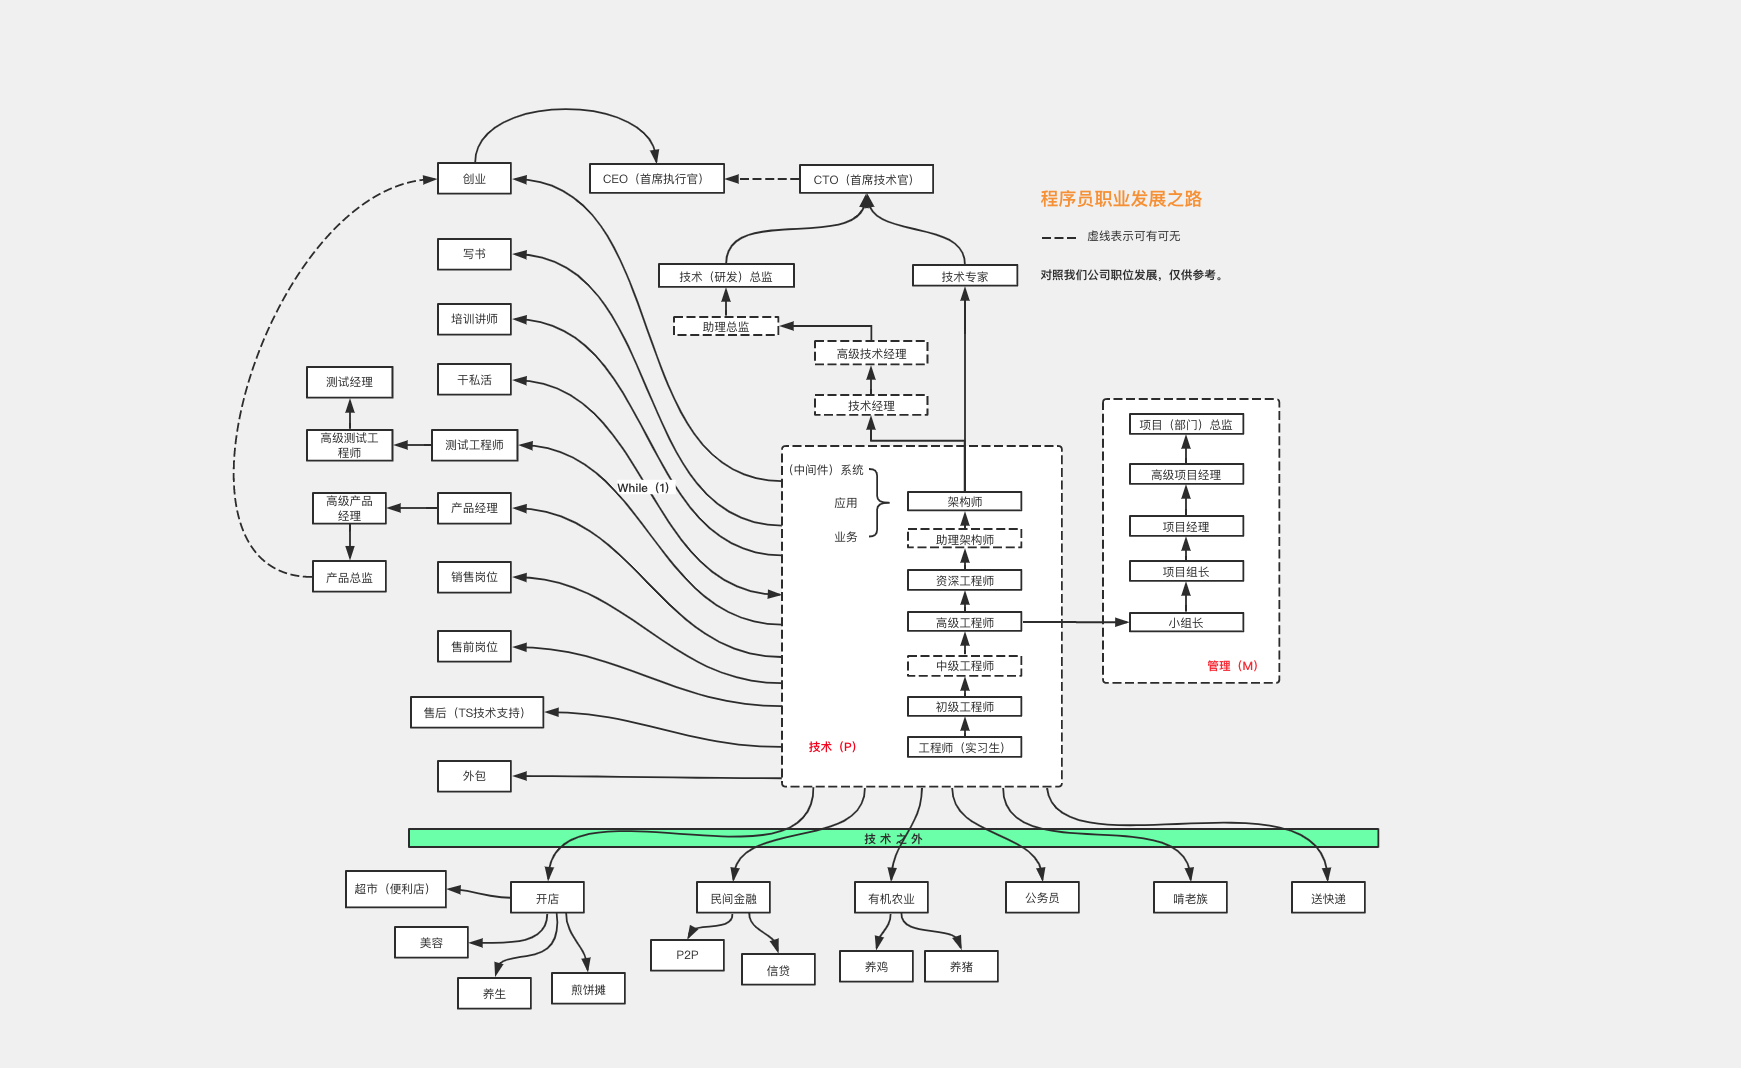 创业
CEO（首席执行官）
CTO（首席技术官）
程序员职业发展之路
虚线表示可有可无
对照我们公司职位发展，仅供参考。
写书
技术（研发）总监
技术专家
培训讲师
助理总监
高级技术经理
测试经理
干私活
技术经理
高级测试工
程师
测试工程师
项目（部门）总监
高级项目经理
项目经理
项目组长
小组长
管理（M）
（中间件）系统
应用
业务
While（1）
高级产品
经理
产品经理
架构师
助理架构师
产品总监
销售岗位
资深工程师
高级工程师
售前岗位
中级工程师
售后（TS技术支持）
初级工程师
技术（P）
工程师（实习生）
外包
技 术 之 外
超市（便利店）
开店
民间金融
有机农业
公务员
啃老族
送快递
美容
P2P
信贷
养鸡
养猪
养生
煎饼摊